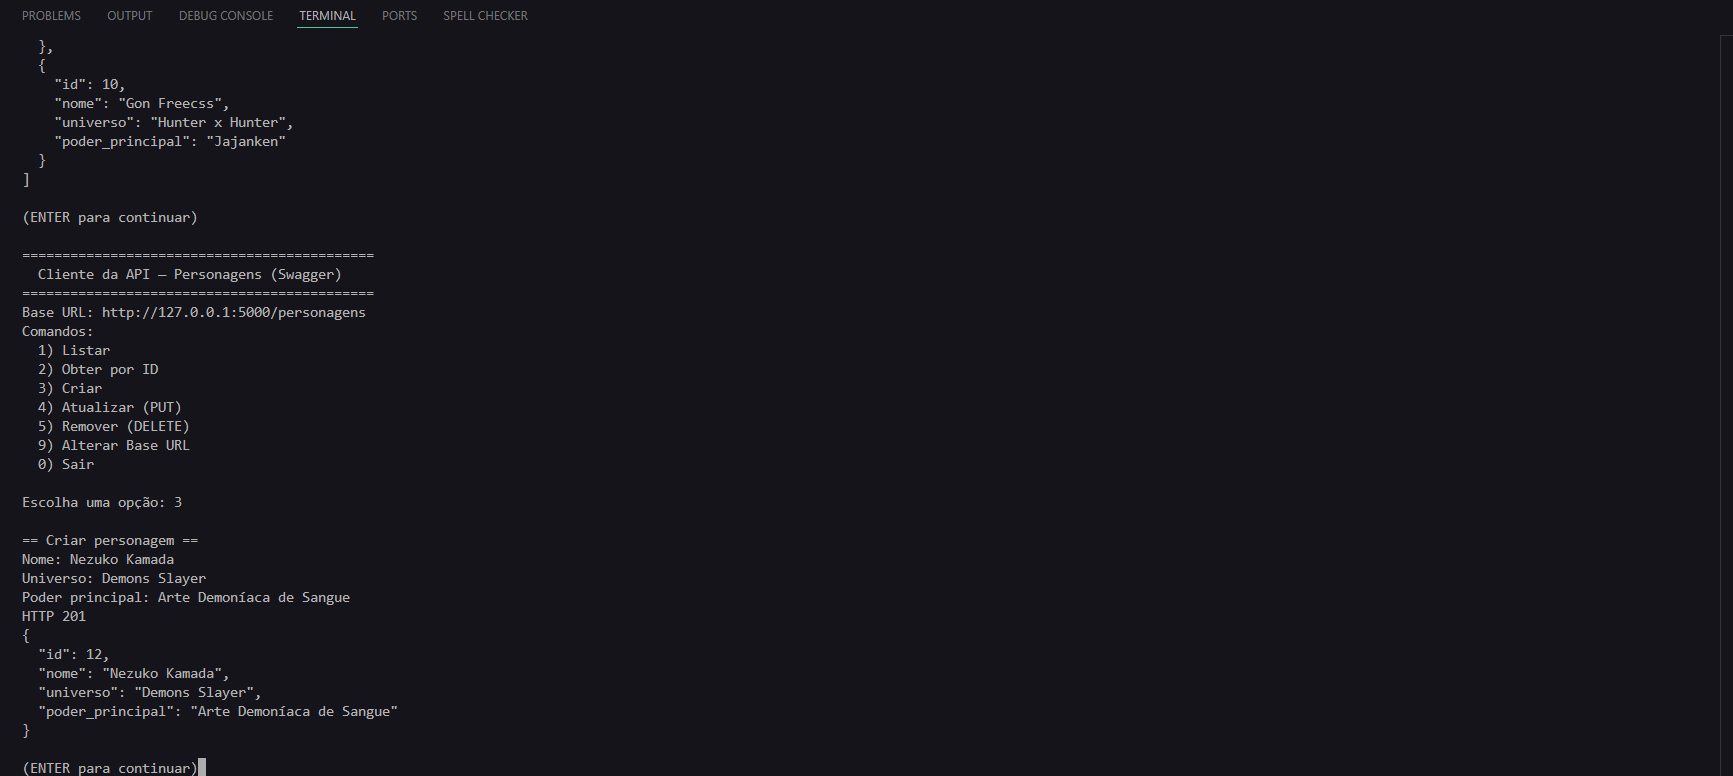 PROBLEMS OUTPUT DEBUG CONSOLE TERMINAL PORTS SPELL CHECKER
  },
  {
    "id": 10,
    "nome": "Gon Freecss",
    "universo": "Hunter x Hunter",
    "poder_principal": "Jajanken"
  }
]
(ENTER para continuar)
============================================
  Cliente da API — Personagens (Swagger)
============================================
Base URL: http://127.0.0.1:5000/personagens
Comandos:
  1) Listar
  2) Obter por ID
  3) Criar
  4) Atualizar (PUT)
  5) Remover (DELETE)
  9) Alterar Base URL
  0) Sair
Escolha uma opção: 3
== Criar personagem ==
Nome: Nezuko Kamada
Universo: Demons Slayer
Poder principal: Arte Demoníaca de Sangue
HTTP 201
{
  "id": 12,
  "nome": "Nezuko Kamada",
  "universo": "Demons Slayer",
  "poder_principal": "Arte Demoníaca de Sangue"
}
(ENTER para continuar)